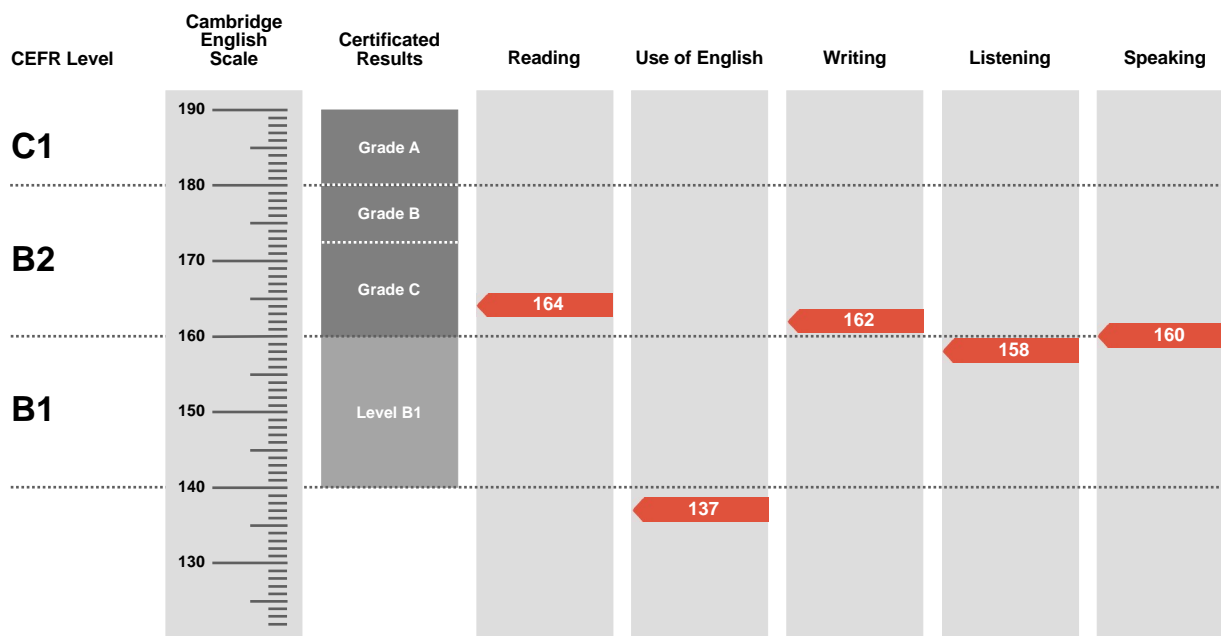 CEFR Level
Cambridge
English
Scale
Certificated
Results
Reading
Use of English
Writing
Listening
Speaking
190
C1
Grade A
180
Grade B
B2
170
Grade C
164
162
160
160
158
B1
150
Level B1
140
137
130